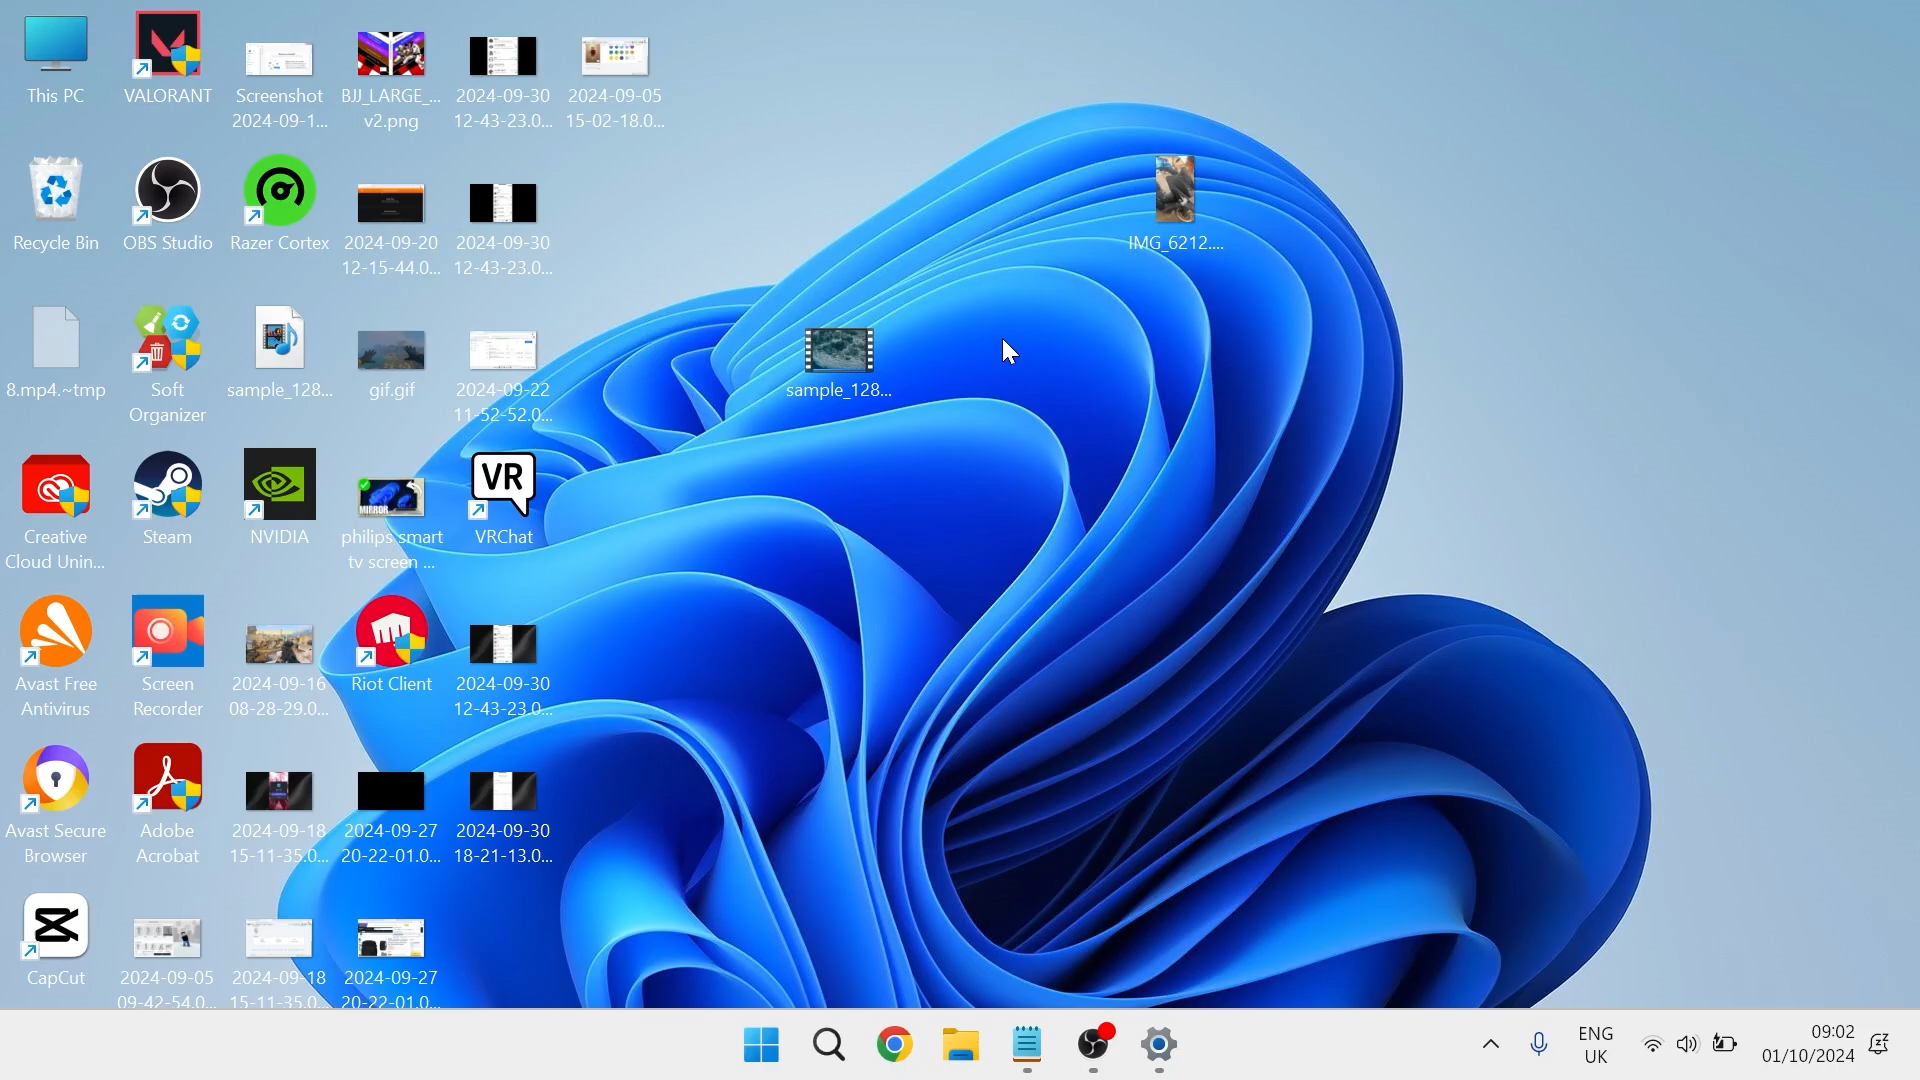 This PC
VALORANT
Screenshot
2024-09-1...
BJJ_LARGE_...
v2.png
2024-09-30
12-43-23.0...
2024-09-05
15-02-18.0...
Recycle Bin
OBS Studio
Razer Cortex
2024-09-20
12-15-44.0...
2024-09-30
12-43-23.0...
IMG_6212....
8.mp4.~tmp
Soft
Organizer
sample_128...
gif.gif
2024-09-22
11-52-52.0...
sample_128...
Creative
Cloud Unin...
Steam
NVIDIA
MIRROR
philips smart
tv screen ...
VR
VRChat
Avast Free
Antivirus
Screen
Recorder
2024-09-16
08-28-29.0...
Riot Client
2024-09-30
12-43-23.0...
Avast Secure
Browser
Adobe
Acrobat
2024-09-18
15-11-35.0...
2024-09-27
20-22-01.0...
2024-09-30
18-21-13.0...
CapCut
2024-09-05
09-42-54.0...
2024-09-18
15-11-35.0...
2024-09-27
20-22-01.0...
ENG
UK
09:02
01/10/2024